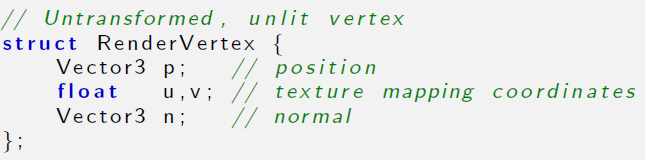 // Untransformed, unlit vertex
struct RenderVertex {
    Vector3 p;    // position
    float   u,v; // texture mapping coordinates
    Vector3 n;    // normal
};